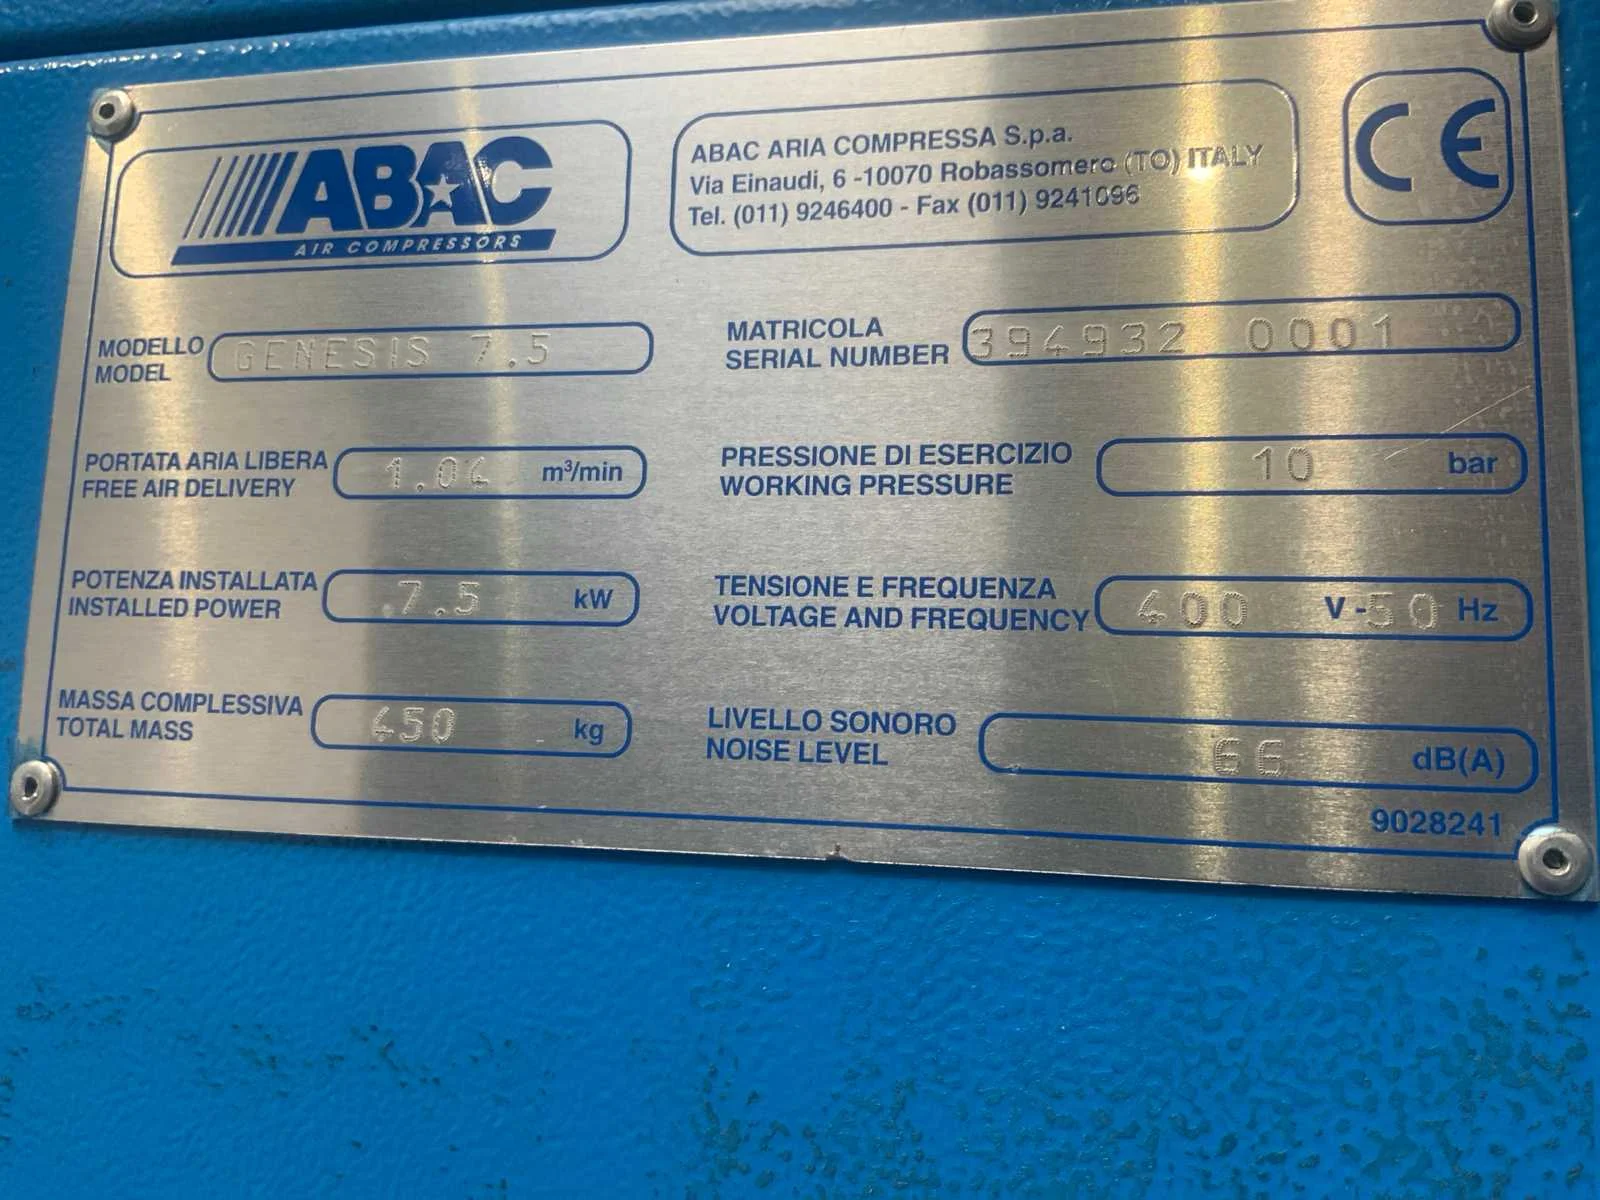 ABAC
AIR COMPRESSORS
ABAC ARIA COMPRESSA S.p.a.
Via Einaudi, 6 -10070 Robassomero (TO) ITALY
Tel. (011) 9246400 - Fax (011) 9241096
CE
MODELLO
MODEL
GENESIS 7.5
MATRICOLA
SERIAL NUMBER
394932 0001
PORTATA ARIA LIBERA
FREE AIR DELIVERY
1.04 m³/min
PRESSIONE DI ESERCIZIO
WORKING PRESSURE
10 bar
POTENZA INSTALLATA
INSTALLED POWER
7.5 kW
TENSIONE E FREQUENZA
VOLTAGE AND FREQUENCY
400 V - 50 Hz
MASSA COMPLESSIVA
TOTAL MASS
450 kg
LIVELLO SONORO
NOISE LEVEL
66 dB(A)
9028241